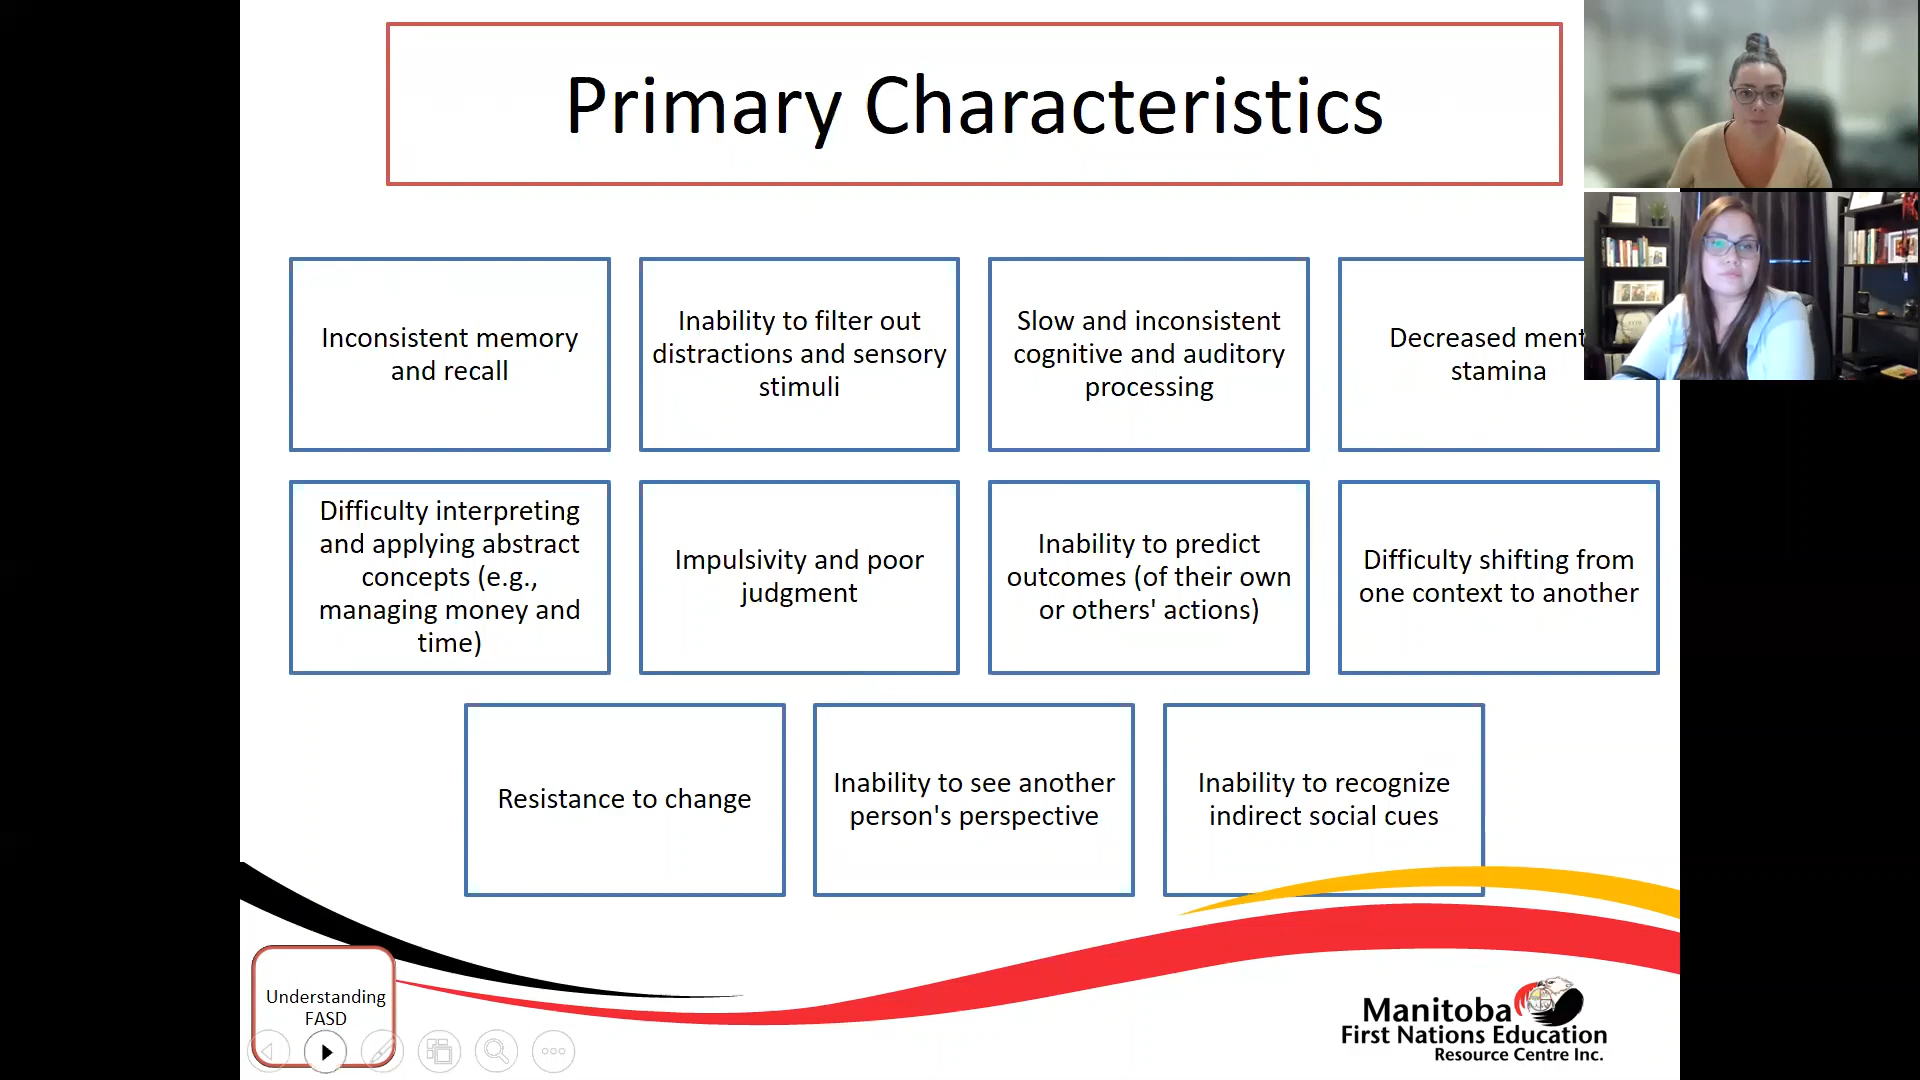 Primary Characteristics
Inconsistent memory
and recall
Inability to filter out
distractions and sensory
stimuli
Slow and inconsistent
cognitive and auditory
processing
Decreased ment
stamina
Difficulty interpreting
and applying abstract
concepts (e.g.,
managing money and
time)
Impulsivity and poor
judgment
Inability to predict
outcomes (of their own
or others' actions)
Difficulty shifting from
one context to another
Resistance to change
Inability to see another
person's perspective
Inability to recognize
indirect social cues
Understanding
FASD
Manitoba
First Nations Education
Resource Centre Inc.